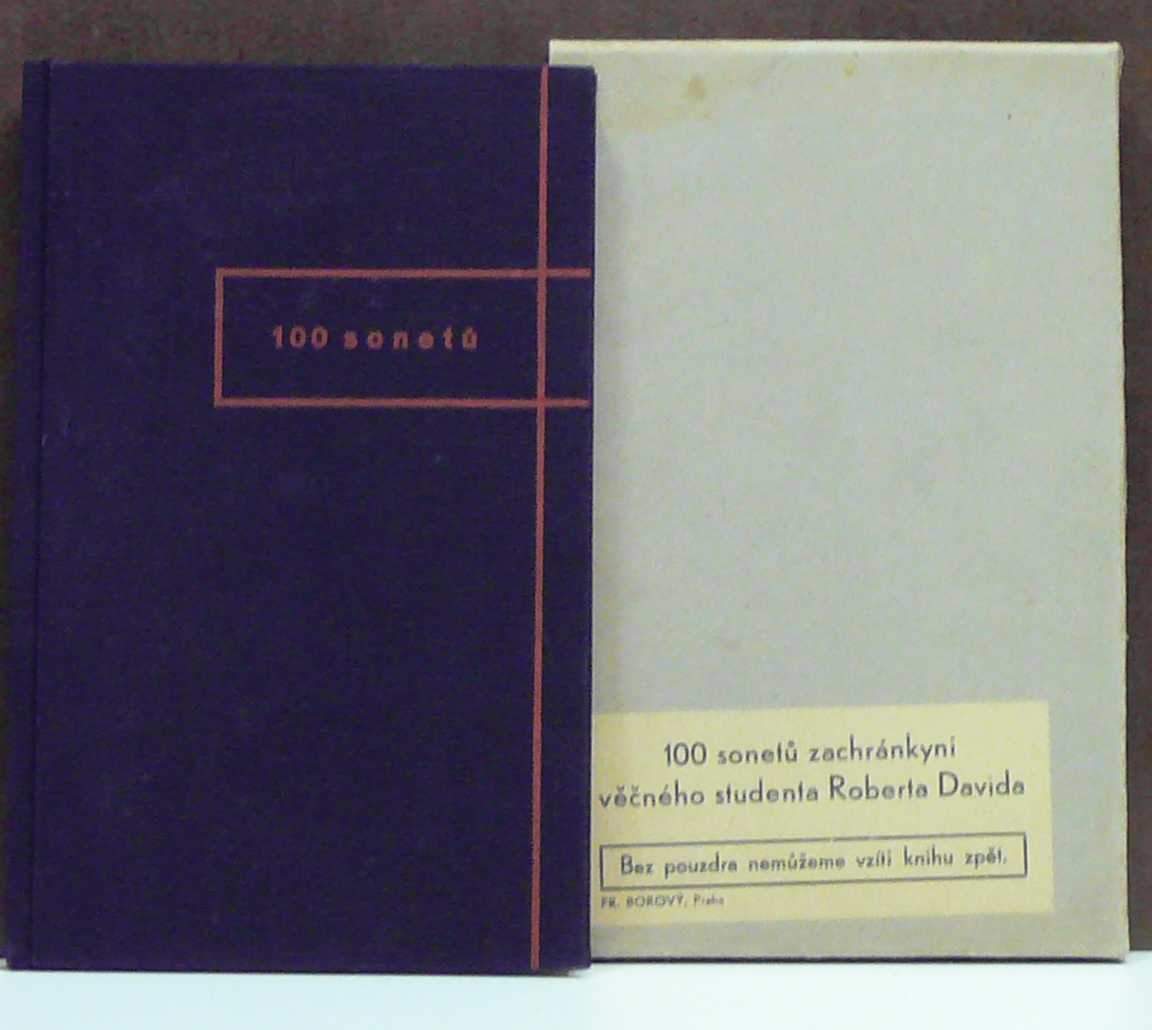 100 sonetů
100 sonetů zachránkyni
věčného studenta Roberta Davida
Bez pouzdra nemůžeme vzíti knihu zpět.
FR. BOROVÝ, Praha